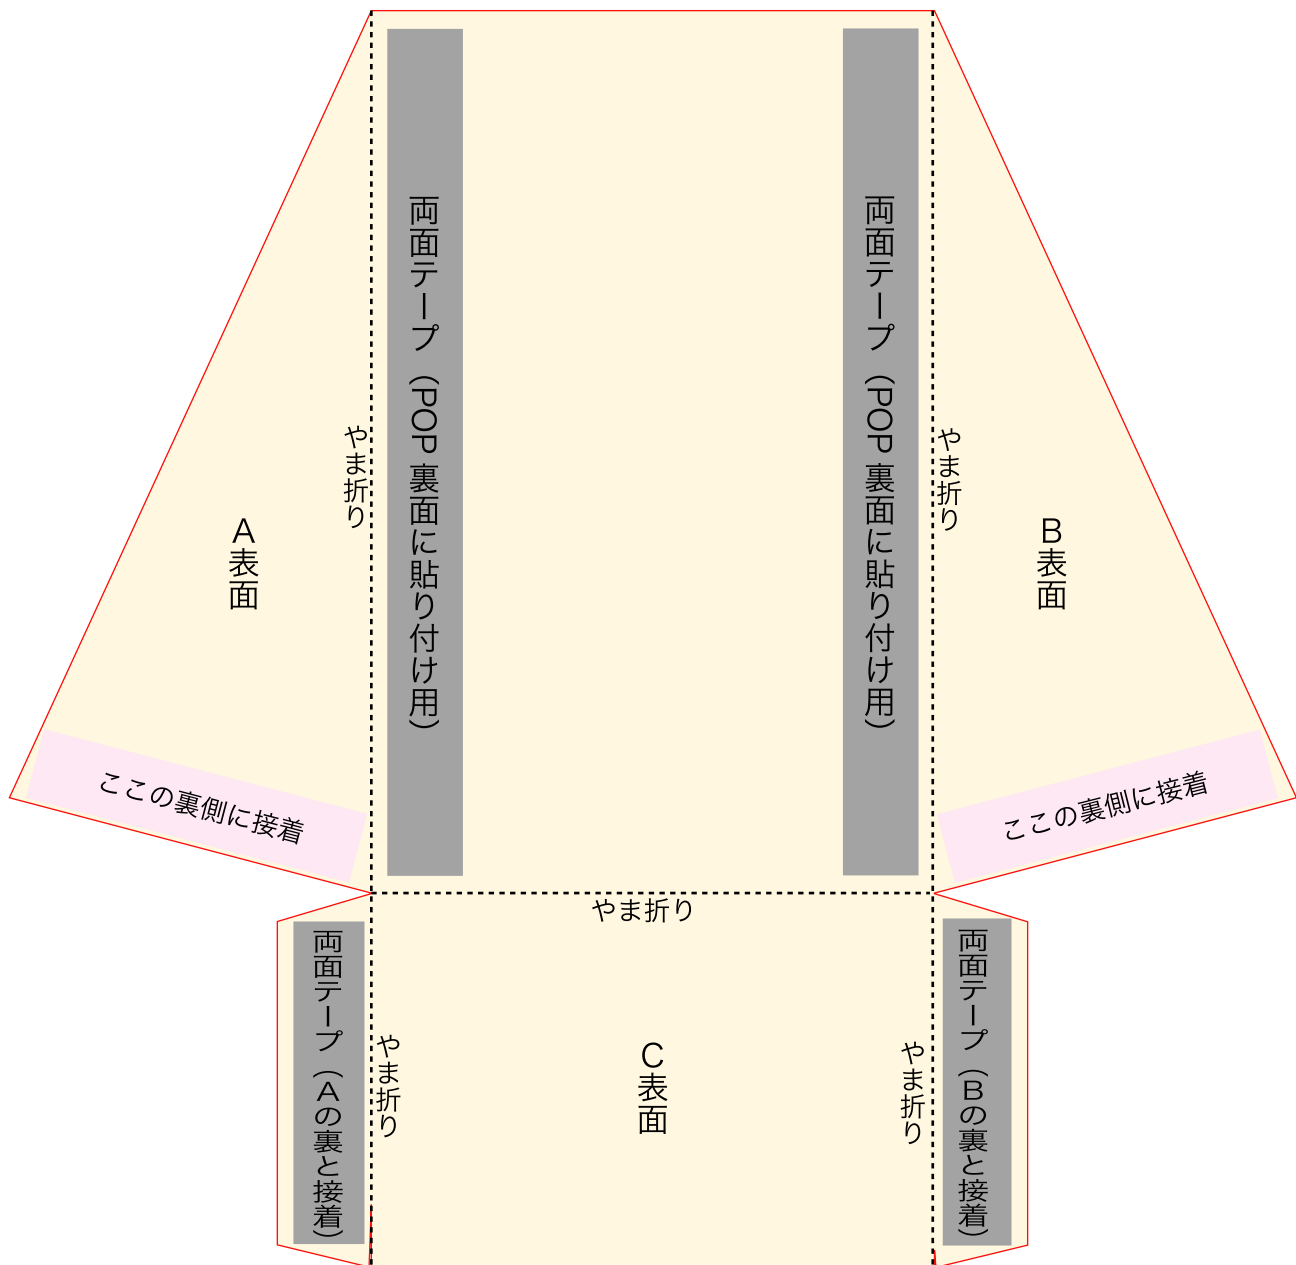 両面テープ（POP 裏面に貼り付け用）
両面テープ（POP 裏面に貼り付け用）
やま折り
やま折り
A表面
B表面
ここの裏側に接着
ここの裏側に接着
やま折り
両面テープ（Aの裏と接着）
やま折り
C表面
やま折り
両面テープ（Bの裏と接着）